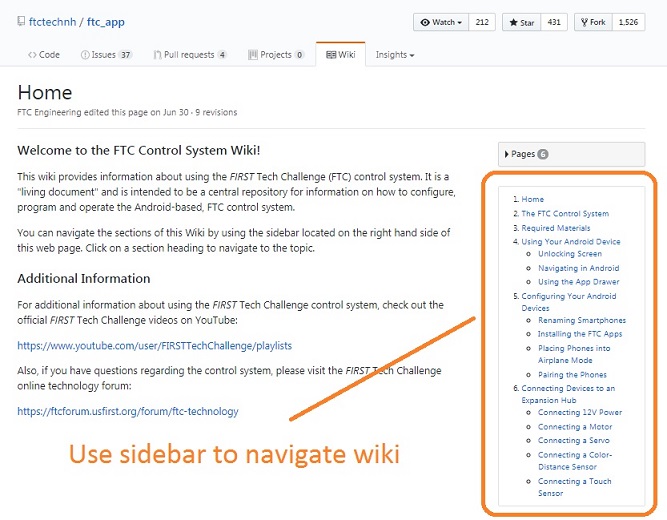 ftctechnh / ftc_app
Watch 212
Star 431
Fork 1,526
Code
Issues 37
Pull requests 4
Projects 0
Wiki
Insights
Home
FTC Engineering edited this page on Jun 30 · 9 revisions
Welcome to the FTC Control System Wiki!
This wiki provides information about using the FIRST Tech Challenge (FTC) control system. It is a
"living document" and is intended to be a central repository for information on how to configure,
program and operate the Android-based, FTC control system.
You can navigate the sections of this Wiki by using the sidebar located on the right hand side of
this web page. Click on a section heading to navigate to the topic.
Additional Information
For additional information about using the FIRST Tech Challenge control system, check out the
official FIRST Tech Challenge videos on YouTube:
https://www.youtube.com/user/FIRSTTechChallenge/playlists
Also, if you have questions regarding the control system, please visit the FIRST Tech Challenge
online technology forum:
https://ftcforum.usfirst.org/forum/ftc-technology
Use sidebar to navigate wiki
Pages 6
1. Home
2. The FTC Control System
3. Required Materials
4. Using Your Android Device
Unlocking Screen
Navigating in Android
Using the App Drawer
5. Configuring Your Android
Devices
Renaming Smartphones
Installing the FTC Apps
Placing Phones into
Airplane Mode
Pairing the Phones
6. Connecting Devices to an
Expansion Hub
Connecting 12V Power
Connecting a Motor
Connecting a Servo
Connecting a Color-
Distance Sensor
Connecting a Touch
Sensor